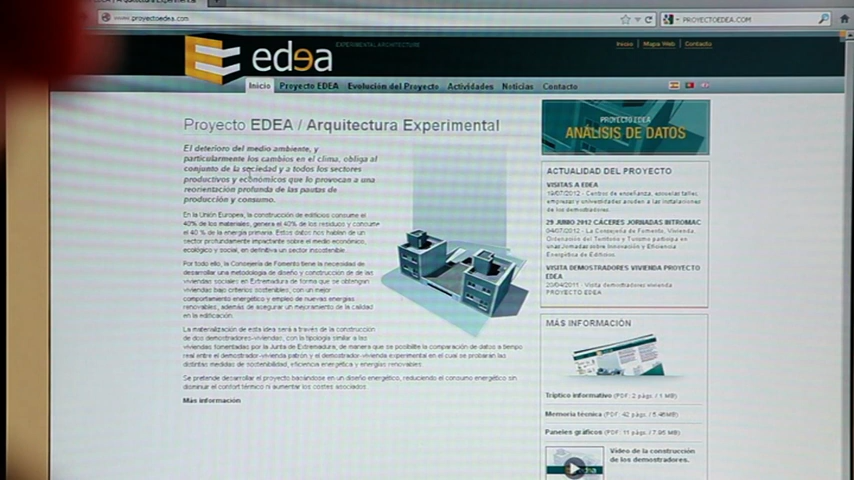 EDEA / Arquitectura Experimental
www.proyectoedea.com
PROYECTOEDEA.COM
edea
EXPERIMENTAL ARCHITECTURE
Inicio | Mapa Web | Contacto
Inicio Proyecto EDEA Evolución del Proyecto Actividades Noticias Contacto
Proyecto EDEA / Arquitectura Experimental
El deterioro del medio ambiente, y
particularmente los cambios en el clima, obliga al
conjunto de la sociedad y a todos los sectores
productivos y económicos que lo provocan a una
reorientación profunda de las pautas de
producción y consumo.
En la Unión Europea, la construcción de edificios consume el
40% de los materiales, genera el 40% de los residuos y consume
el 40 % de la energía primaria. Estos datos nos hablan de un
sector profundamente impactante sobre el medio económico,
ecológico y social, en definitiva un sector insostenible.
Por todo ello, la Consejería de Fomento tiene la necesidad de
desarrollar una metodología de diseño y construcción de de las
viviendas sociales en Extremadura de forma que se obtengan
viviendas bajo criterios sostenibles, con un mejor
comportamiento energético y empleo de nuevas energías
renovables, además de asegurar un mejoramiento de la calidad
en la edificación.
La materialización de esta idea será a través de la construcción
de dos demostradores-viviendas, con la tipología similar a las
viviendas fomentadas por la Junta de Extremadura, de manera que se posibilite la comparación de datos a tiempo
real entre el demostrador-vivienda patrón y el demostrador-vivienda experimental en el cual se probarán las
distintas medidas de sostenibilidad, eficiencia energética y energías renovables.
Se pretende desarrollar el proyecto basándose en un diseño energético, reduciendo el consumo energético sin
disminuir el confort térmico ni aumentar los costes asociados.
Más información
PROYECTO EDEA
ANÁLISIS DE DATOS
ACTUALIDAD DEL PROYECTO
VISITAS A EDEA
19/07/2012 - Centros de enseñanza, escuelas taller,
empresas y universidades acuden a las instalaciones
de los demostradores.
29 JUNIO 2012 CÁCERES JORNADAS BITROMAC
04/07/2012 - La Consejería de Fomento, Vivienda,
Ordenación del Territorio y Turismo participa en
unas Jornadas sobre Innovación y Eficiencia
Energética de Edificios.
VISITA DEMOSTRADORES VIVIENDA PROYECTO
EDEA
20/04/2011 - Visita demostradores vivienda
PROYECTO EDEA
MÁS INFORMACIÓN
Tríptico informativo (PDF: 2 págs. / 1 MB)
Memoria técnica (PDF: 42 págs. / 5.46MB)
Paneles gráficos (PDF: 11 págs. / 7.95 MB)
Vídeo de la construcción
de los demostradores.